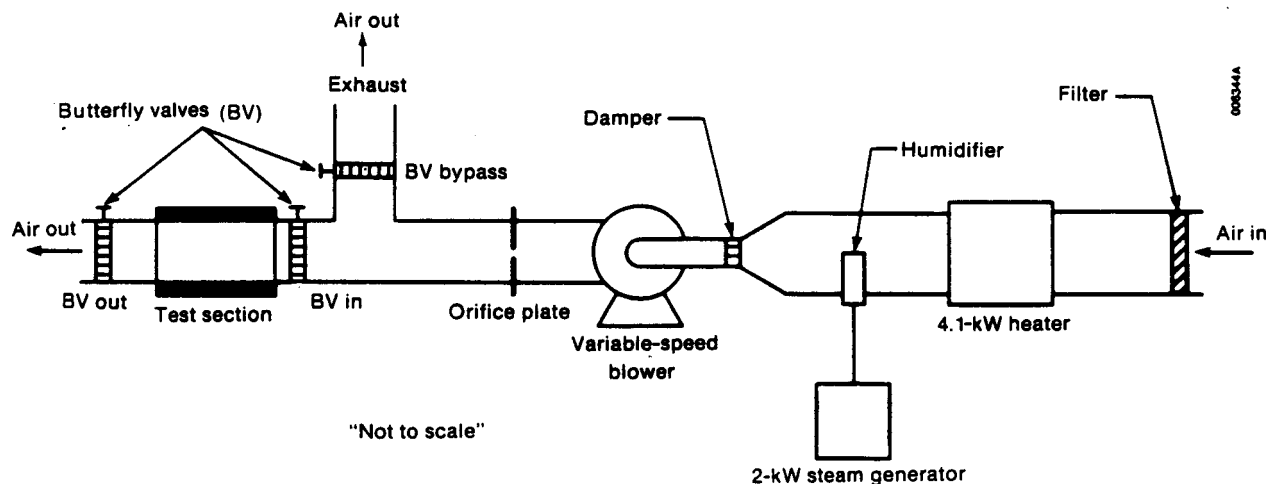 Air out
Exhaust
Butterfly valves (BV)
BV bypass
Damper
Humidifier
Filter
006344A
Air out
Air in
BV out
Test section
BV in
Orifice plate
Variable-speed
blower
4.1-kW heater
"Not to scale"
2-kW steam generator